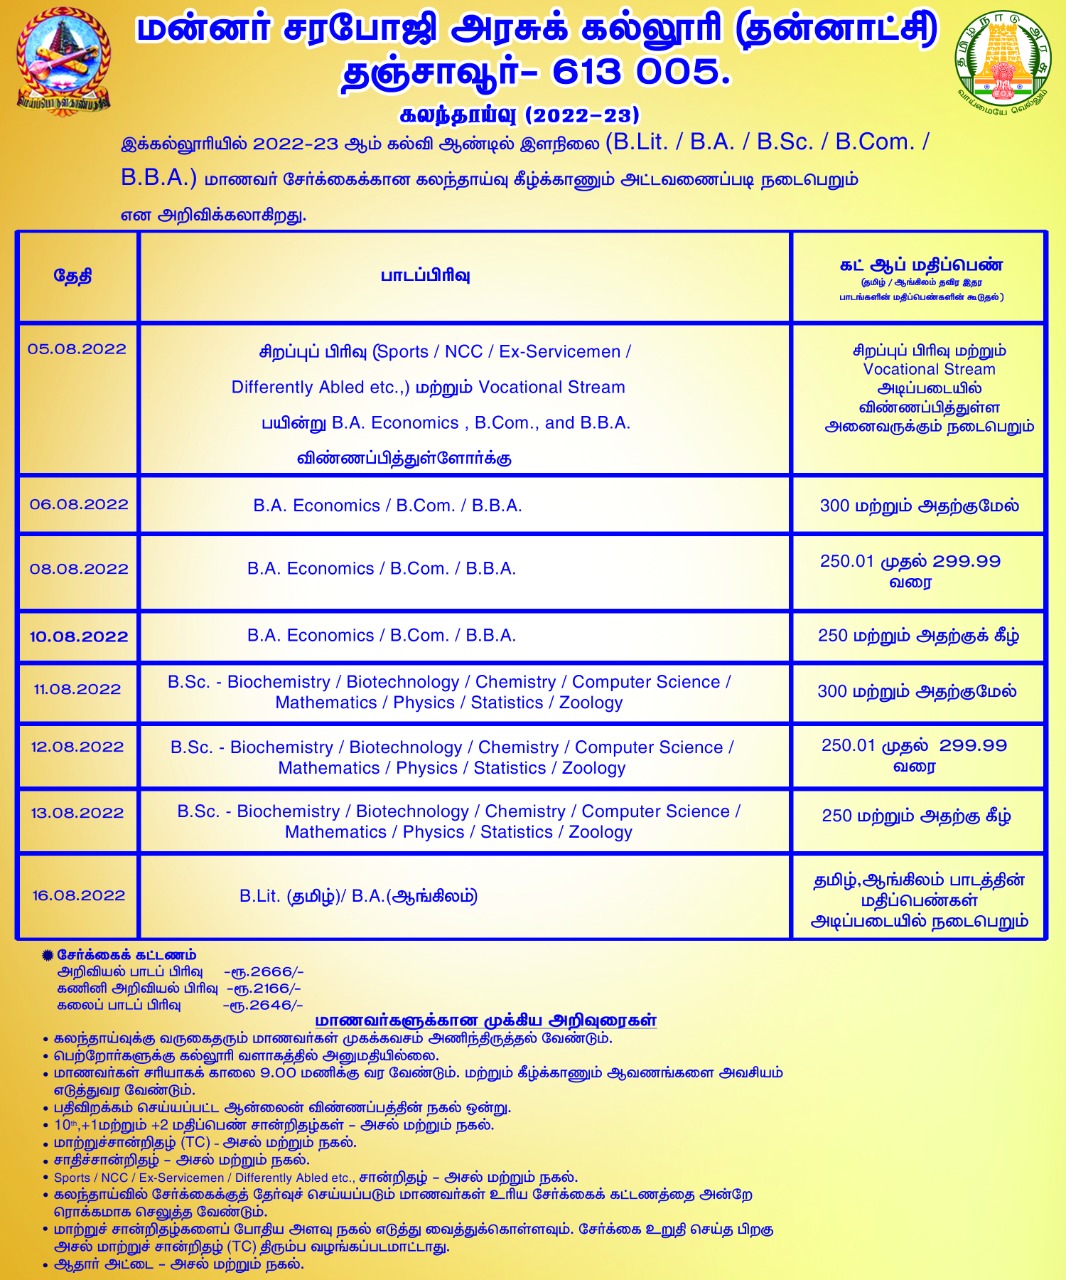 மன்னர் சரபோஜி அரசுக் கல்லூரி (தன்னாட்சி)
தஞ்சாவூர்- 613 005.
கலந்தாய்வு (2022-23)
இக்கல்லூரியில் 2022-23 ஆம் கல்வி ஆண்டில் இளநிலை (B.Lit. / B.A. / B.Sc. / B.Com. /
B.B.A.) மாணவர் சேர்க்கைக்கான கலந்தாய்வு கீழ்க்காணும் அட்டவணைப்படி நடைபெறும்
என அறிவிக்கலாகிறது.
தேதி
பாடப்பிரிவு
கட் ஆப் மதிப்பெண்
(தமிழ் / ஆங்கிலம் தவிர இதர
பாடங்களின் மதிப்பெண்களின் கூடுதல்)
05.08.2022
சிறப்புப் பிரிவு (Sports / NCC / Ex-Servicemen /
Differently Abled etc.,) மற்றும் Vocational Stream
பயின்று B.A. Economics , B.Com., and B.B.A.
விண்ணப்பித்துள்ளோர்க்கு
சிறப்புப் பிரிவு மற்றும்
Vocational Stream
அடிப்படையில்
விண்ணப்பித்துள்ள
அனைவருக்கும் நடைபெறும்
06.08.2022
B.A. Economics / B.Com. / B.B.A.
300 மற்றும் அதற்குமேல்
08.08.2022
B.A. Economics / B.Com. / B.B.A.
250.01 முதல் 299.99
வரை
10.08.2022
B.A. Economics / B.Com. / B.B.A.
250 மற்றும் அதற்குக் கீழ்
11.08.2022
B.Sc. - Biochemistry / Biotechnology / Chemistry / Computer Science /
Mathematics / Physics / Statistics / Zoology
300 மற்றும் அதற்குமேல்
12.08.2022
B.Sc. - Biochemistry / Biotechnology / Chemistry / Computer Science /
Mathematics / Physics / Statistics / Zoology
250.01 முதல் 299.99
வரை
13.08.2022
B.Sc. - Biochemistry / Biotechnology / Chemistry / Computer Science /
Mathematics / Physics / Statistics / Zoology
250 மற்றும் அதற்கு கீழ்
16.08.2022
B.Lit. (தமிழ்)/ B.A.(ஆங்கிலம்)
தமிழ்,ஆங்கிலம் பாடத்தின்
மதிப்பெண்கள்
அடிப்படையில் நடைபெறும்
சேர்க்கைக் கட்டணம்
அறிவியல் பாடப் பிரிவு -ரூ.2666/-
கணினி அறிவியல் பிரிவு -ரூ.2166/-
கலைப் பாடப் பிரிவு -ரூ.2646/-
மாணவர்களுக்கான முக்கிய அறிவுரைகள்
• கலந்தாய்வுக்கு வருகைதரும் மாணவர்கள் முகக்கவசம் அணிந்திருத்தல் வேண்டும்.
• பெற்றோர்களுக்கு கல்லூரி வளாகத்தில் அனுமதியில்லை.
• மாணவர்கள் சரியாகக் காலை 9.00 மணிக்கு வர வேண்டும். மற்றும் கீழ்க்காணும் ஆவணங்களை அவசியம்
எடுத்துவர வேண்டும்.
• பதிவிறக்கம் செய்யப்பட்ட ஆன்லைன் விண்ணப்பத்தின் நகல் ஒன்று.
• 10th,+1மற்றும் +2 மதிப்பெண் சான்றிதழ்கள் – அசல் மற்றும் நகல்.
• மாற்றுச்சான்றிதழ் (TC) - அசல் மற்றும் நகல்.
• சாதிச்சான்றிதழ் – அசல் மற்றும் நகல்.
• Sports / NCC / Ex-Servicemen / Differently Abled etc., சான்றிதழ் – அசல் மற்றும் நகல்.
• கலந்தாய்வில் சேர்க்கைக்குத் தேர்வுச் செய்யப்படும் மாணவர்கள் உரிய சேர்க்கைக் கட்டணத்தை அன்றே
ரொக்கமாக செலுத்த வேண்டும்.
• மாற்றுச் சான்றிதழ்களைப் போதிய அளவு நகல் எடுத்து வைத்துக்கொள்ளவும். சேர்க்கை உறுதி செய்த பிறகு
அசல் மாற்றுச் சான்றிதழ் (TC) திரும்ப வழங்கப்படமாட்டாது.
• ஆதார் அட்டை – அசல் மற்றும் நகல்.
தமிழ்நாடு அரசு
வாய்மையே வெல்லும்